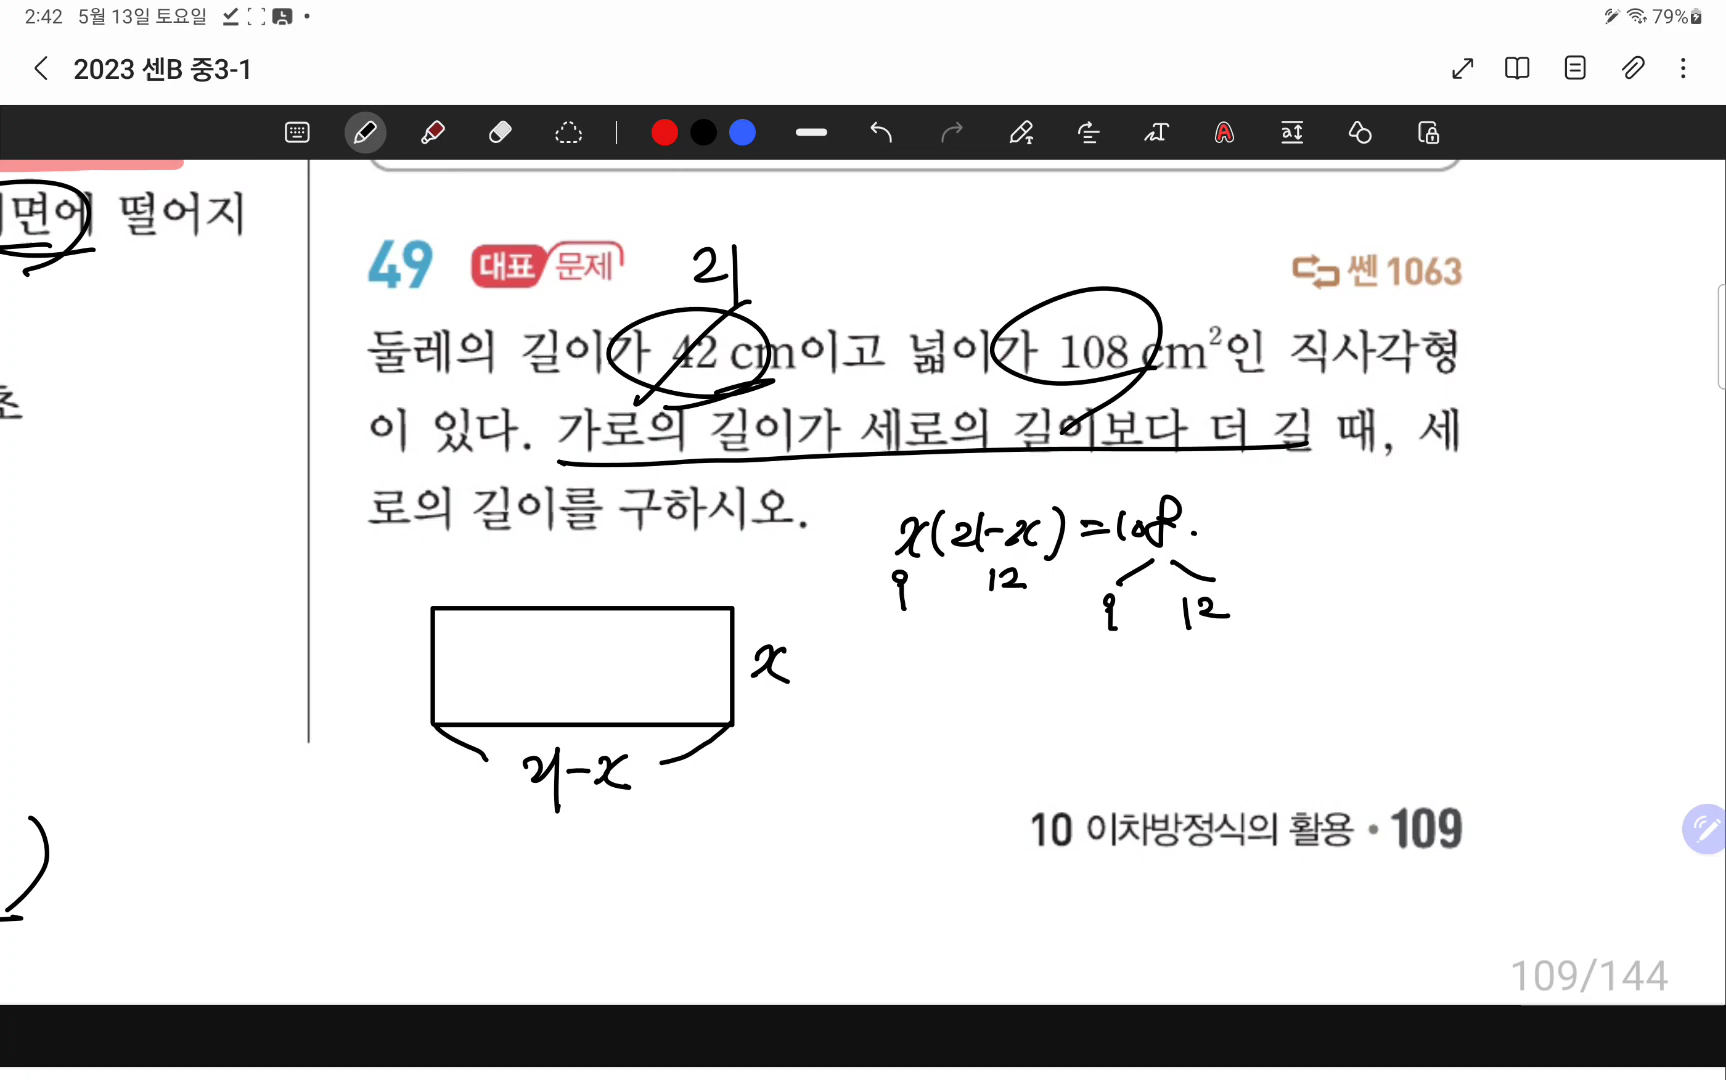 2:42 5월 13일 토요일
79%
2023 센B 중3-1
면에 떨어지
초
49 대표 문제
쎈 1063
21
둘레의 길이가 42 cm이고 넓이가 108 cm²인 직사각형
이 있다. 가로의 길이가 세로의 길이보다 더 길 때, 세
로의 길이를 구하시오.
x(21-x)=108.
9 12
9 12
x
21-x
10 이차방정식의 활용 • 109
109/144